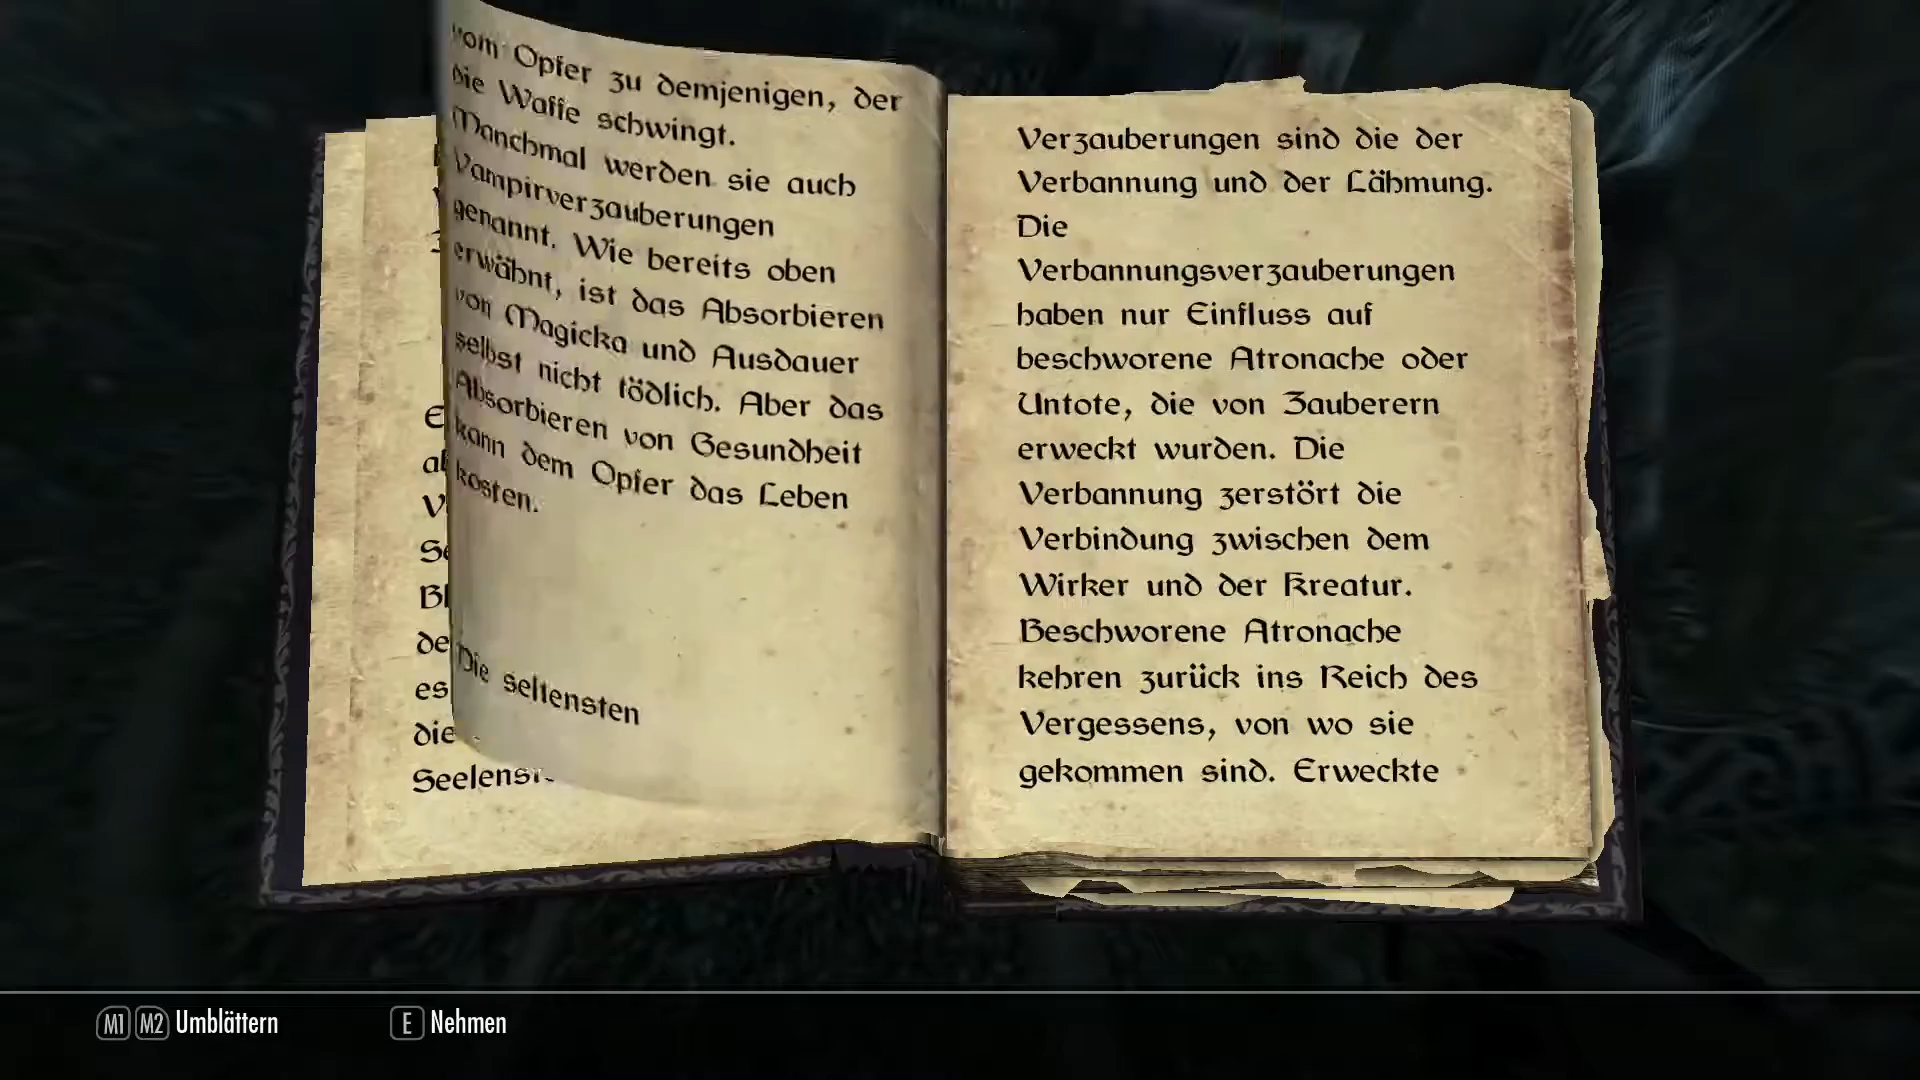 vom Opfer zu demjenigen, der
die Waffe schwingt.
Manchmal werden sie auch
Vampirverzauberungen
genannt. Wie bereits oben
erwähnt, ist das Absorbieren
von Magicka und Ausdauer
selbst nicht tödlich. Aber das
Absorbieren von Gesundheit
kann dem Opfer das Leben
kosten.
Die seltensten
die
Verzauberungen sind die der
Verbannung und der Lähmung.
Die
Verbannungsverzauberungen
haben nur Einfluss auf
beschworene Atronache oder
Untote, die von Zauberern
erweckt wurden. Die
Verbannung zerstört die
Verbindung zwischen dem
Wirker und der Kreatur.
Beschworene Atronache
kehren zurück ins Reich des
Vergessens, von wo sie
gekommen sind. Erweckte
M1 M2 Umblättern
E Nehmen